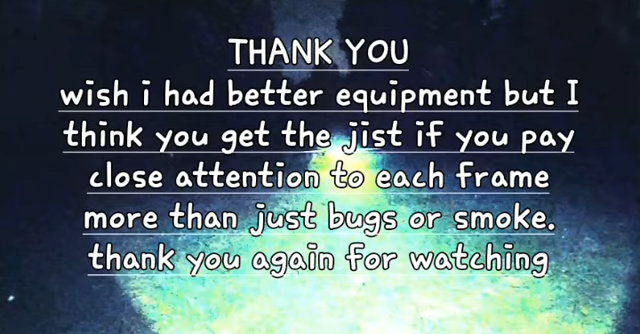 THANK YOU
wish i had better equipment but I
think you get the jist if you pay
close attention to each frame
more than just bugs or smoke.
thank you again for watching